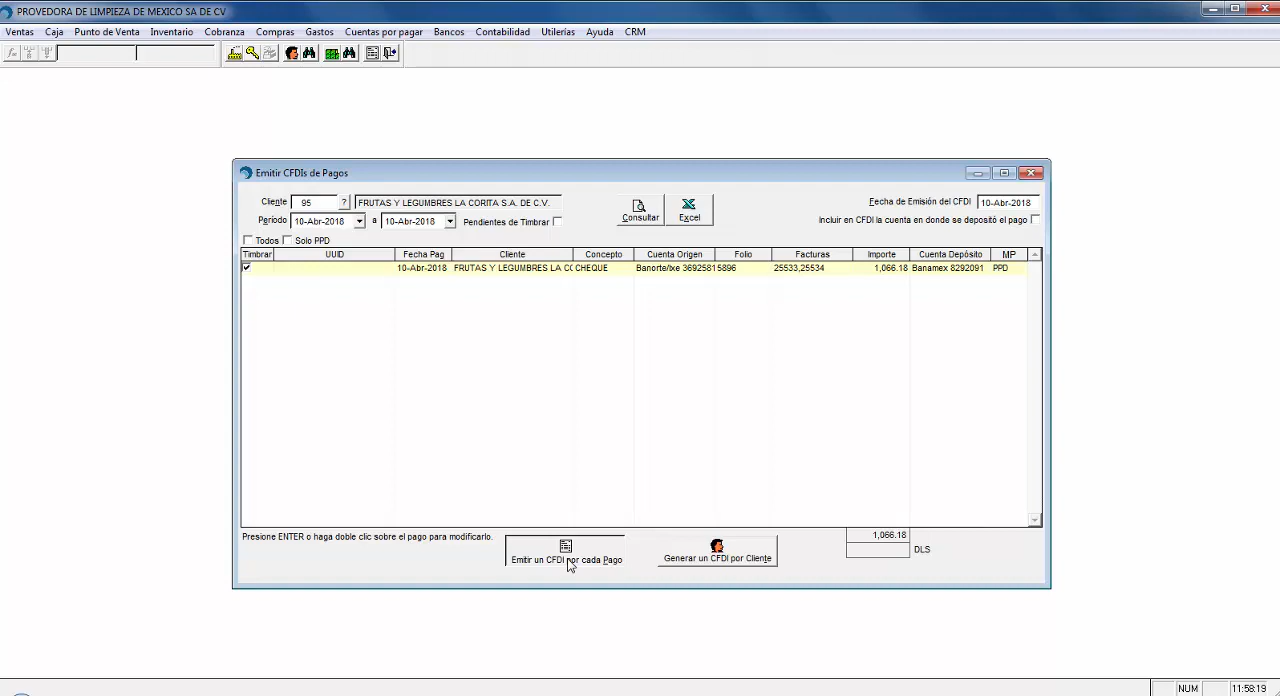 PROVEDORA DE LIMPIEZA DE MEXICO SA DE CV
Ventas Caja Punto de Venta Inventario Cobranza Compras Gastos Cuentas por pagar Bancos Contabilidad Utilerias Ayuda CRM
Emitir CFDIs de Pagos
Cliente 95 ? FRUTAS Y LEGUMBRES LA CORITA S.A. DE C.V.
Fecha de Emisión del CFDI 10-Abr-2018
Periodo 10-Abr-2018 a 10-Abr-2018 Pendientes de Timbrar
Consultar Excel
Incluir en CFDI la cuenta en donde se depositó el pago
Todos Solo PPD
Timbrar UUID Fecha Pag Cliente Concepto Cuenta Origen Folio Facturas Importe Cuenta Depósito MP
10-Abr-2018 FRUTAS Y LEGUMBRES LA CO CHEQUE Banorte/Ixe 3692581 5896 25533,25534 1,066.18 Banamex 8292091 PPD
Presione ENTER o haga doble clic sobre el pago para modificarlo.
Emitir un CFDI por cada Pago
Generar un CFDI por Cliente
1,066.18
DLS
NUM 11:58:19